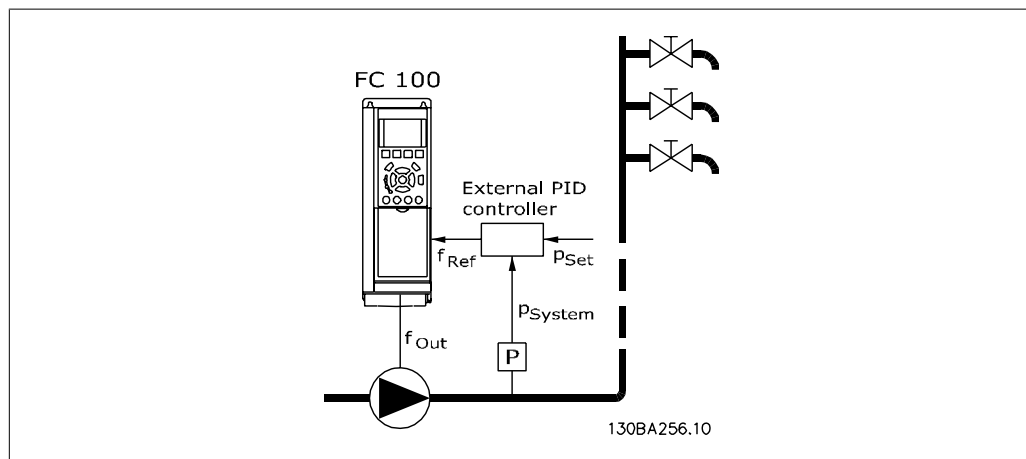 FC 100
External PID
controller
fRef
pSet
pSystem
fOut
P
130BA256.10